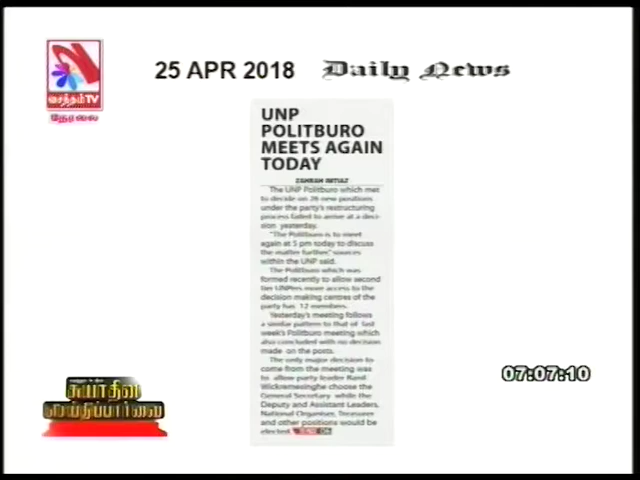 வசந்தம்TV
நேரலை
25 APR 2018 Daily News
UNP
POLITBURO
MEETS AGAIN
TODAY
ZAHRAH IMTIAZ
The UNP Politburo which met
to decide on 26 new positions
under the party's restructuring
process failed to arrive at a deci-
sion yesterday.
"The Politburo is to meet
again at 5 pm today to discuss
the matter further," sources
within the UNP said.
The Politburo which was
formed recently to allow second
tier UNPers more access to the
decision making centres of the
party has 12 members.
Yesterday's meeting follows
a similar pattern to that of last
week's Politburo meeting which
also concluded with no decision
made on the posts.
The only major decision to
come from the meeting was
to allow party leader Ranil
Wickremesinghe choose the
General Secretary while the
Deputy and Assistant Leaders,
National Organiser, Treasurer
and other positions would be
elected.
செய்திப்பார்வை
07:07:10